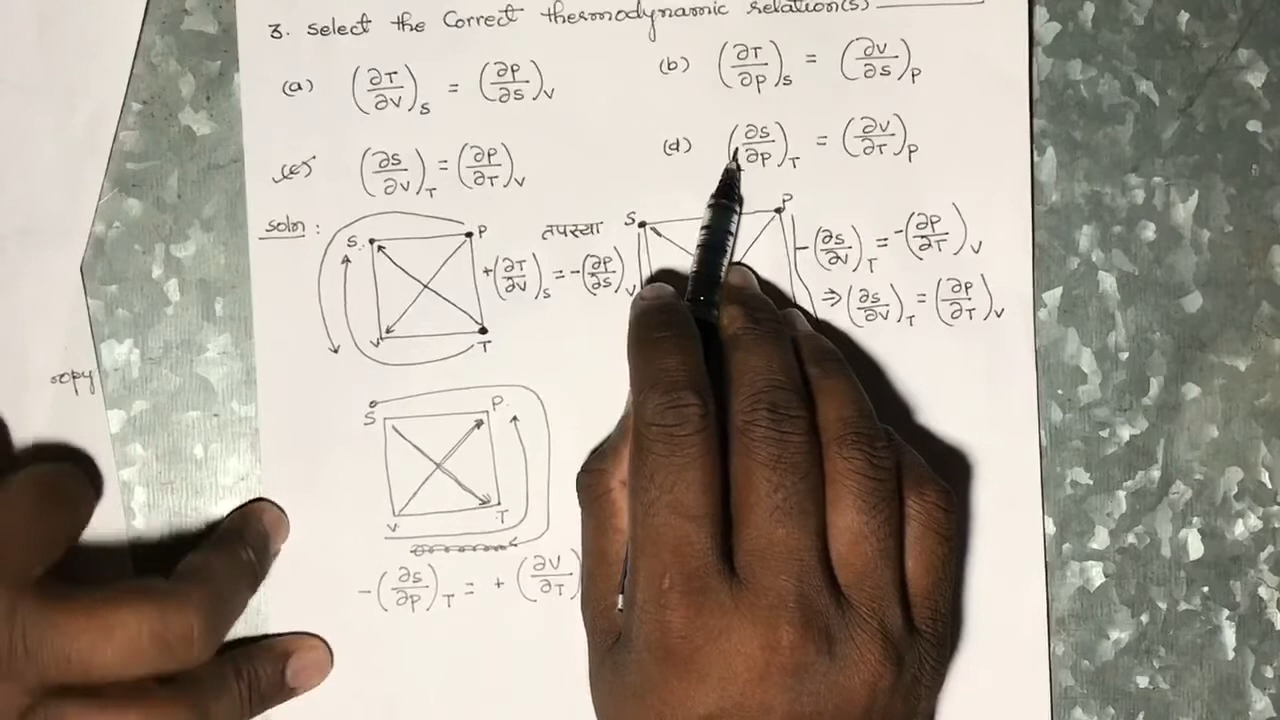 3. Select the Correct thermodynamic relation(s)
(a) (∂T/∂V)_S = (∂P/∂S)_V (b) (∂T/∂P)_S = (∂V/∂S)_P
(c) (∂S/∂V)_T = (∂P/∂T)_V (d) (∂S/∂P)_T = (∂V/∂T)_P
Soln :
S P
V T
+(∂T/∂V)_S = -(∂P/∂S)_V
तपस्या
S P
-(∂S/∂V)_T = -(∂P/∂T)_V
⇒ (∂S/∂V)_T = (∂P/∂T)_V
opy
S P
V T
-(∂S/∂P)_T = +(∂V/∂T)